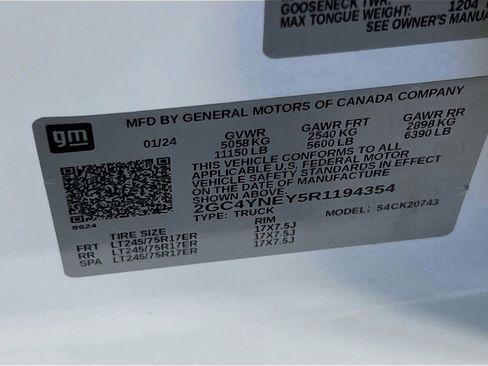 GOOSENECK TWR:
MAX TONGUE WEIGHT: 1204
SEE OWNER'S MANUA
MFD BY GENERAL MOTORS OF CANADA COMPANY
gm
01/24
GVWR GAWR FRT GAWR RR
5058 KG 2540 KG 2898 KG
11150 LB 5600 LB 6390 LB
THIS VEHICLE CONFORMS TO ALL
APPLICABLE U.S. FEDERAL MOTOR
VEHICLE SAFETY STANDARDS IN EFFECT
ON THE DATE OF MANUFACTURE
SHOWN ABOVE.
2GC4YNEY5R1194354
TYPE: TRUCK MODEL: 54CK20743
8624
TIRE SIZE RIM
FRT LT245/75R17ER 17X7.5J
RR LT245/75R17ER 17X7.5J
SPA LT245/75R17ER 17X7.5J